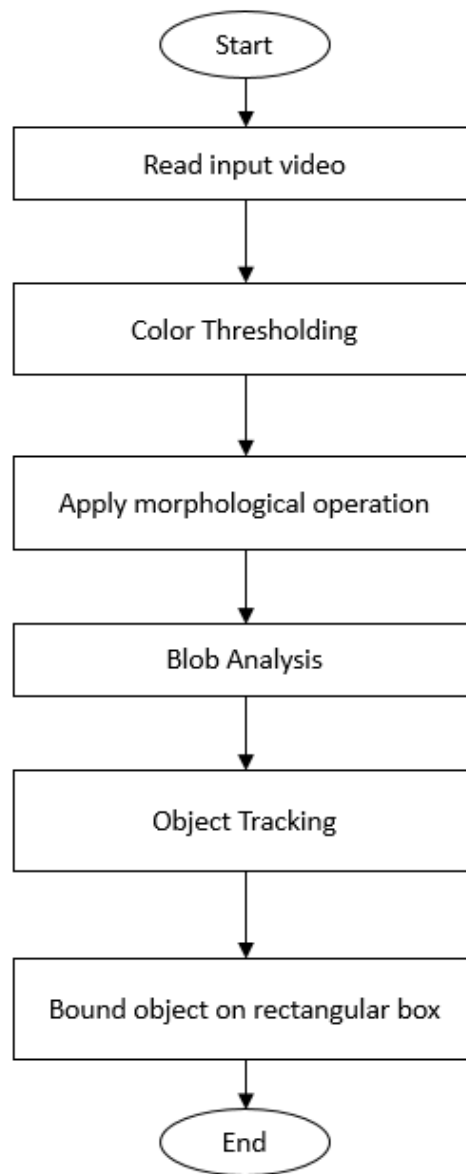 Start
Read input video
Color Thresholding
Apply morphological operation
Blob Analysis
Object Tracking
Bound object on rectangular box
End